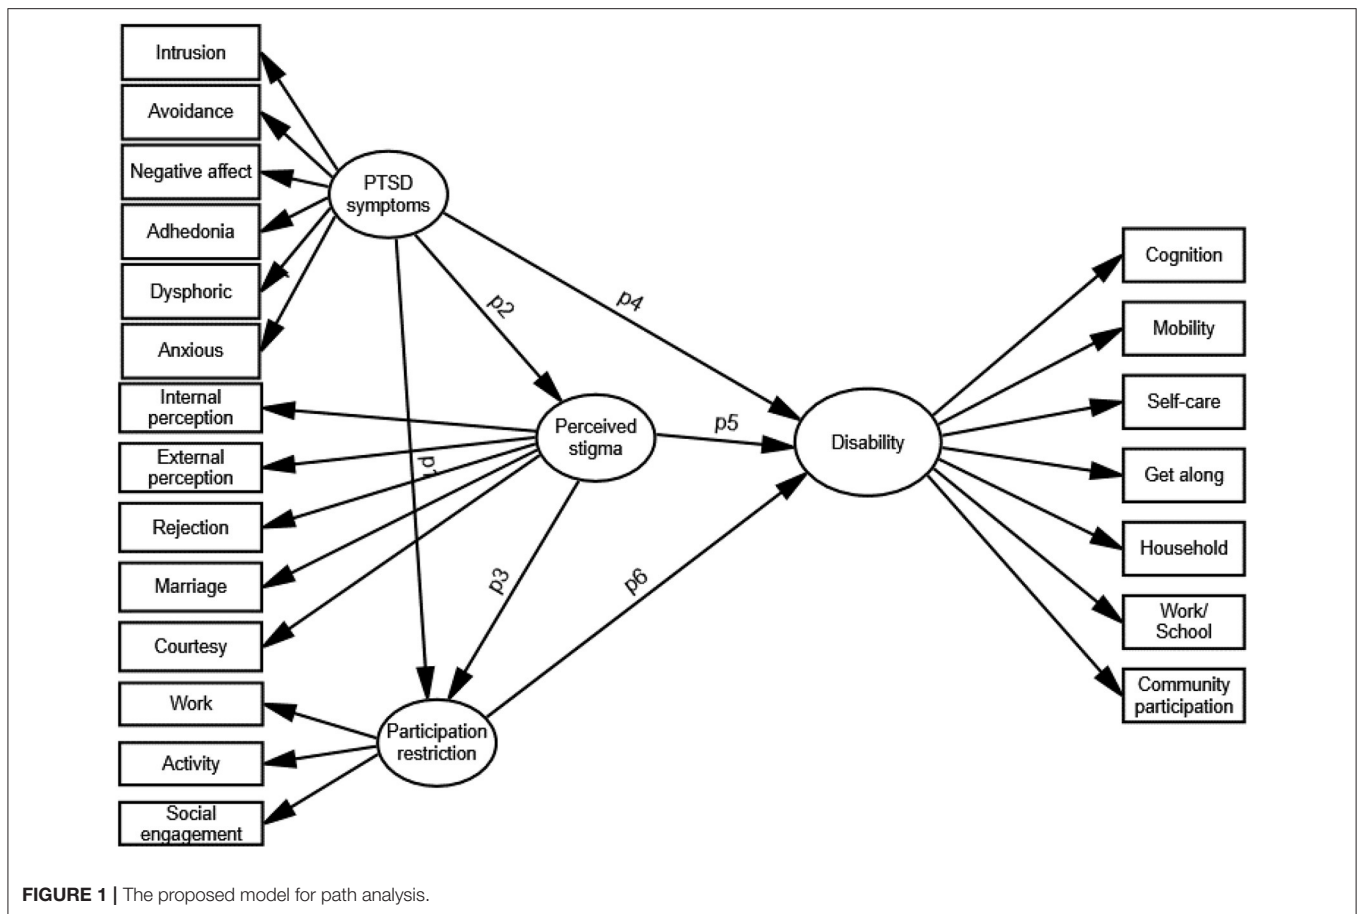 Intrusion
Avoidance
Negative affect
Adhedonia
Dysphoric
Anxious
Internal
perception
External
perception
Rejection
Marriage
Courtesy
Work
Activity
Social
engagement
PTSD
symptoms
p2
p4
Perceived
stigma
p5
p3
p6
Participation
restriction
Disability
Cognition
Mobility
Self-care
Get along
Household
Work/
School
Community
participation
FIGURE 1 | The proposed model for path analysis.